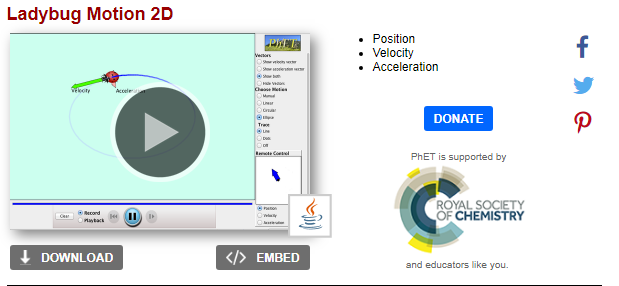 Ladybug Motion 2D
PhET
Vectors
Show velocity vector
Show acceleration vector
Show both
Hide Vectors
Choose Motion
Manual
Linear
Circular
Ellipse
Trace
Line
Dots
Off
Remote Control
Velocity
Position
Velocity
Acceleration
Clear
Record
Playback
DOWNLOAD
</> EMBED
Position
Velocity
Acceleration
DONATE
PhET is supported by
ROYAL SOCIETY
OF CHEMISTRY
and educators like you.